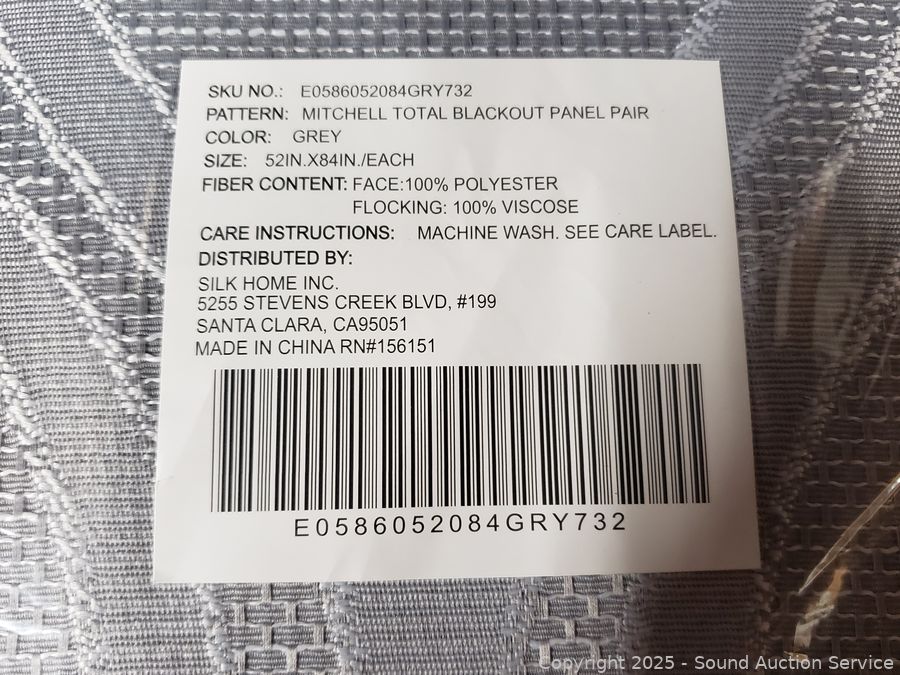 SKU NO.: E0586052084GRY732
PATTERN: MITCHELL TOTAL BLACKOUT PANEL PAIR
COLOR: GREY
SIZE: 52IN.X84IN./EACH
FIBER CONTENT: FACE:100% POLYESTER
FLOCKING: 100% VISCOSE
CARE INSTRUCTIONS: MACHINE WASH. SEE CARE LABEL.
DISTRIBUTED BY:
SILK HOME INC.
5255 STEVENS CREEK BLVD, #199
SANTA CLARA, CA95051
MADE IN CHINA RN#156151
E0586052084GRY732
Copyright 2025 - Sound Auction Service